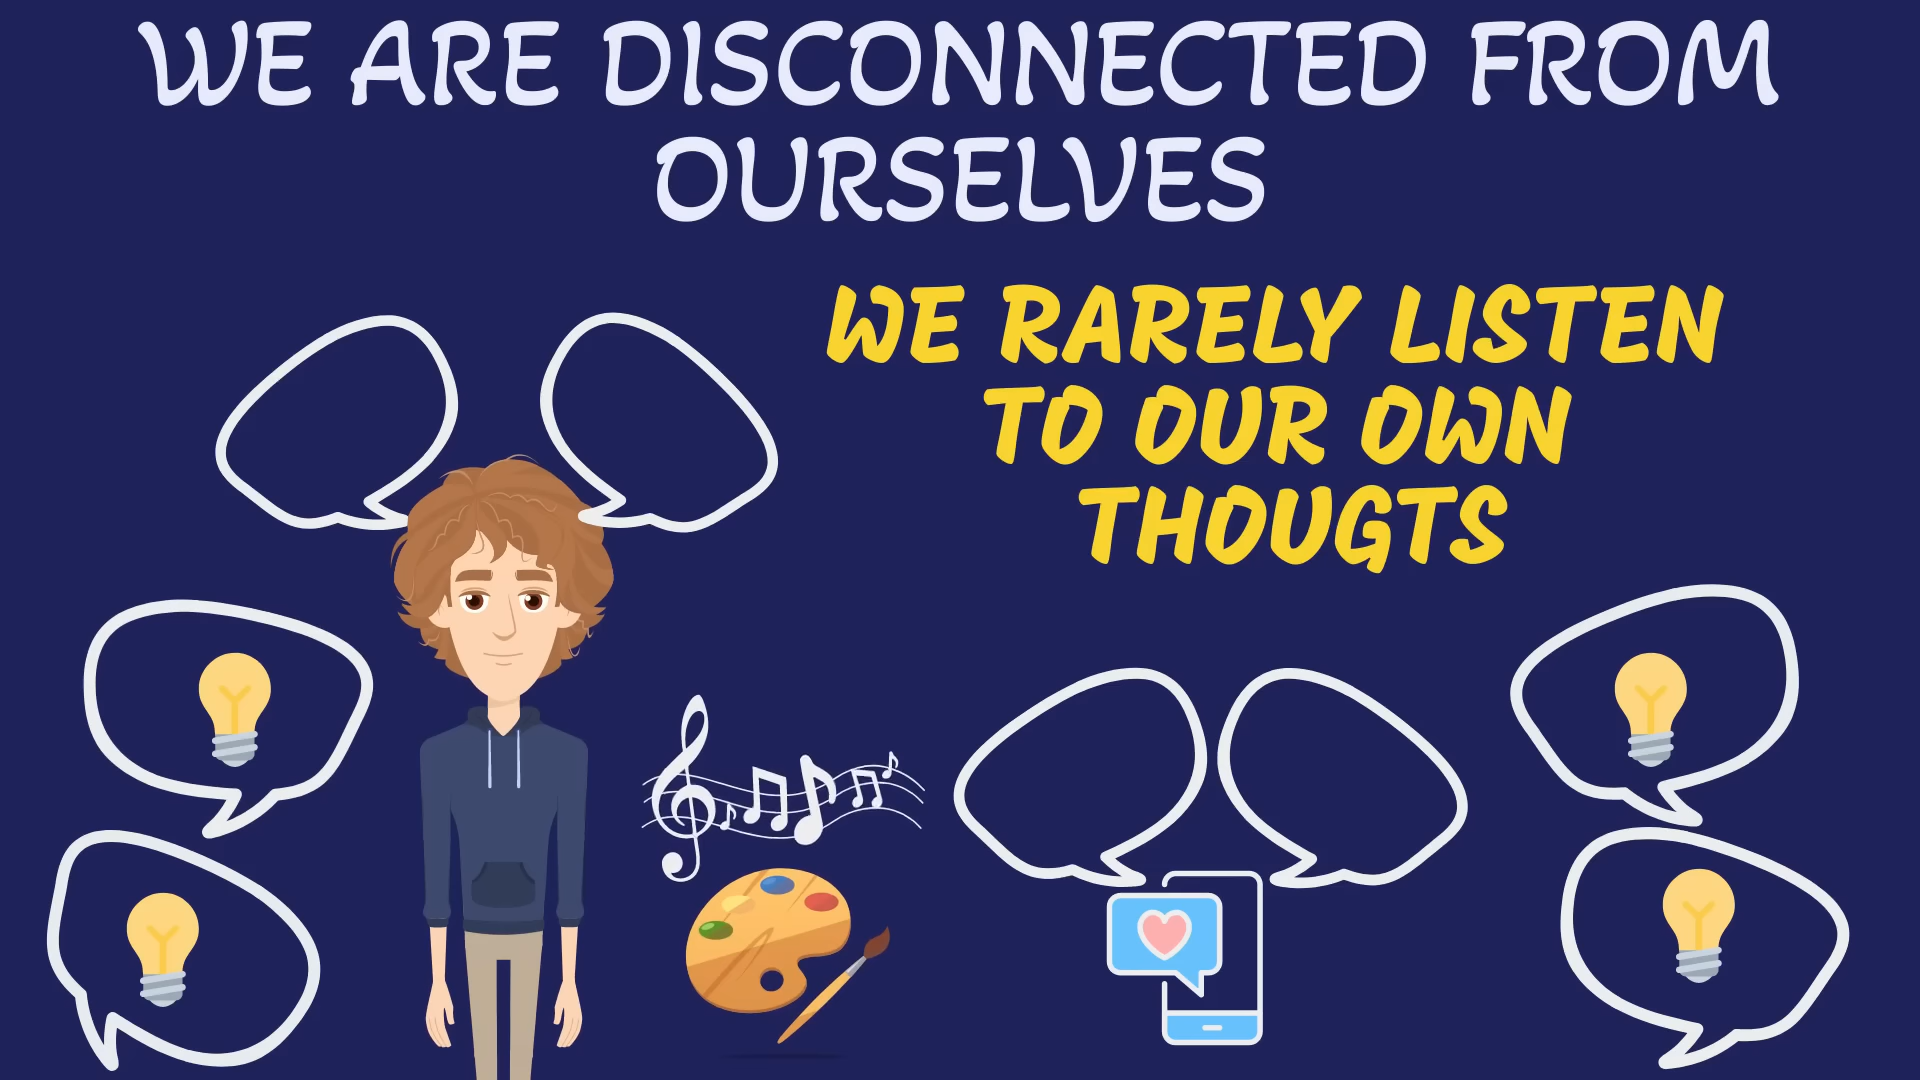 WE ARE DISCONNECTED FROM
OURSELVES
WE RARELY LISTEN
TO OUR OWN
THOUGTS